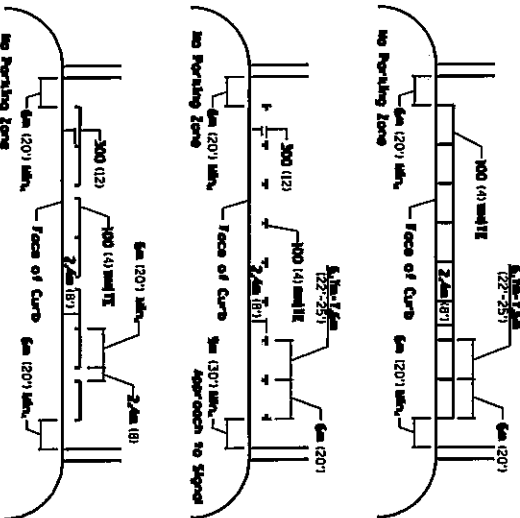 No Parking Zone
6m (20') Min.
100 (4) WHITE
Face of Curb
2.4m (8')
6.7m-7.6m
(22'-25')
6m (20') Min.
6m (20')
No Parking Zone
6m (20') Min.
300 (12)
100 (4) WHITE
Face of Curb
2.4m (8')
6.7m-7.6m
(22'-25')
9m (30') Min.
Approach to Signal
6m (20')
No Parking Zone
6m (20') Min.
300 (12)
Face of Curb
100 (4) WHITE
2.4m (8')
6m (20') Min.
6m (20') Min.
2.4m (8)